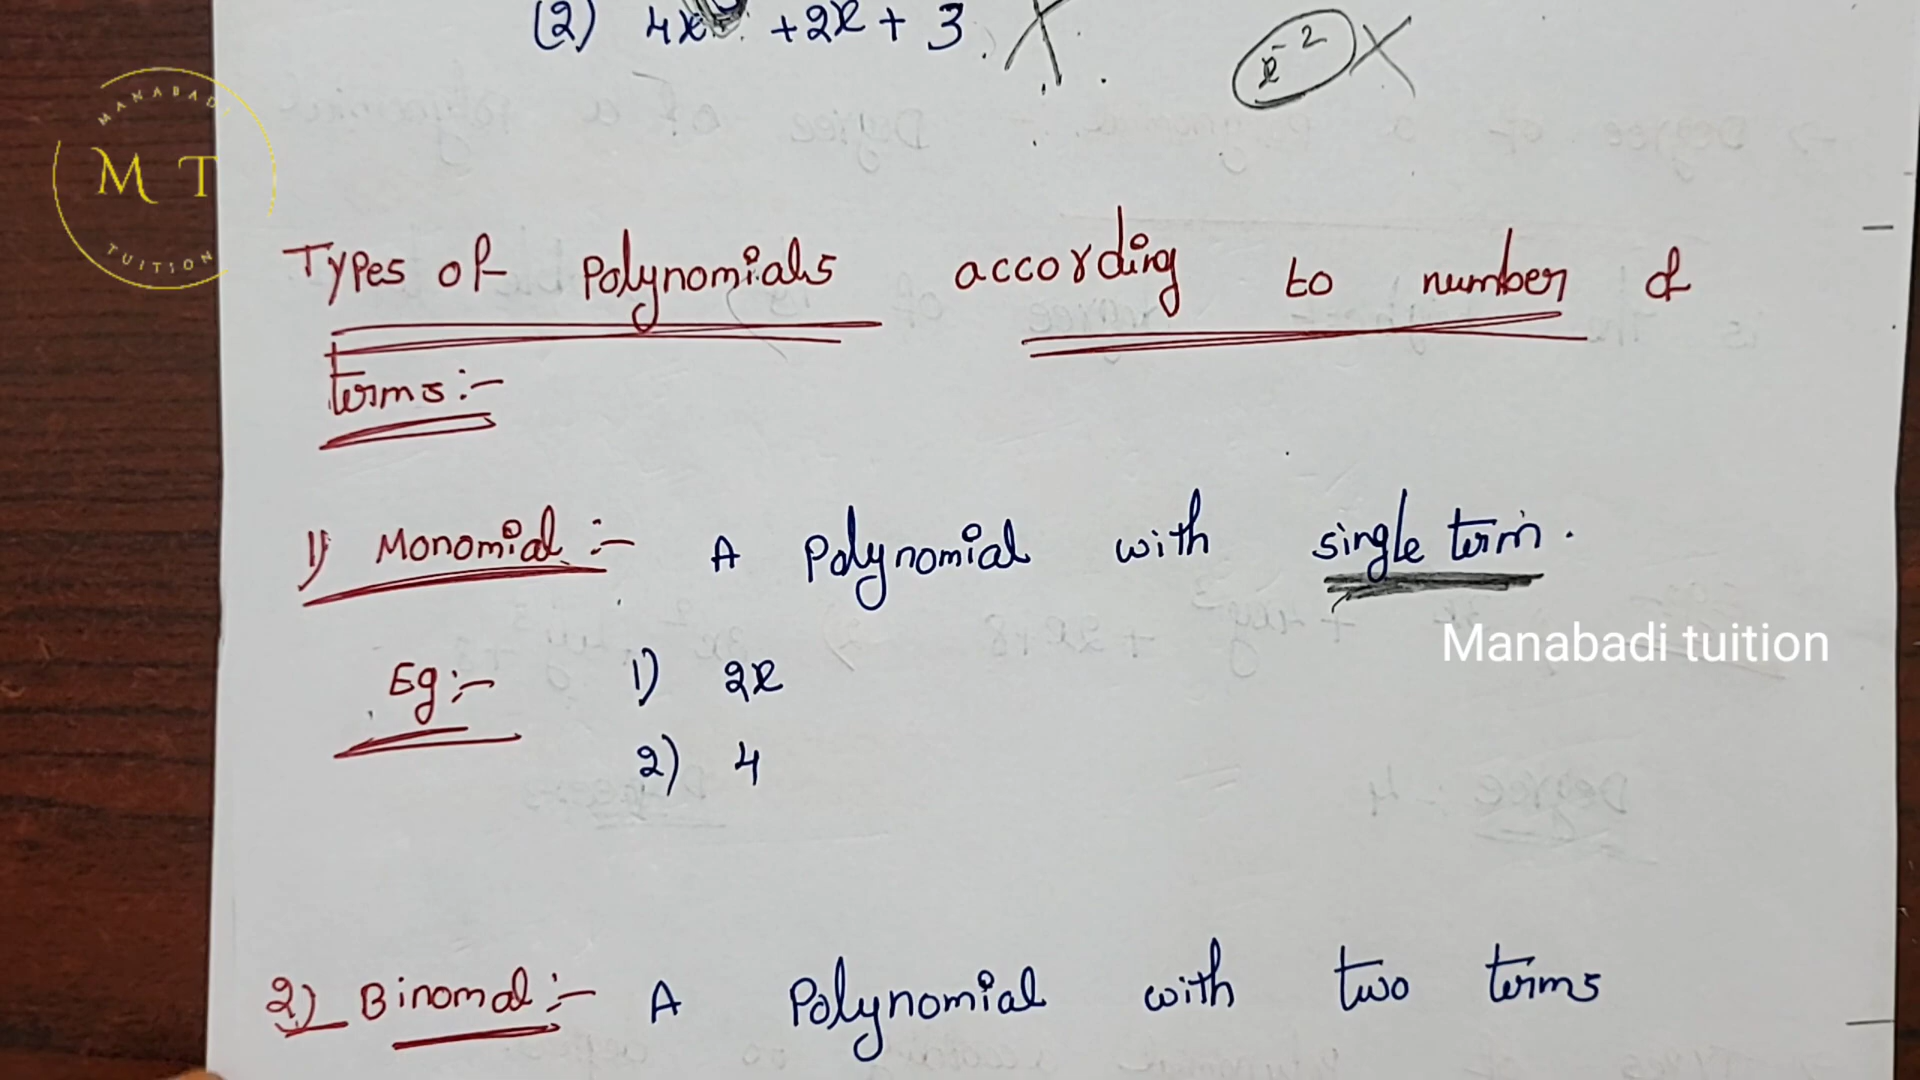 (2) 4x +2x + 3
x⁻²
MANABADI
M T
TUITION
Types of Polynomials according to number of
terms:-
1) Monomial :- A Polynomial with single term.
Manabadi tuition
Eg:- 1) 2x
2) 4
2) Binomal :- A Polynomial with two terms